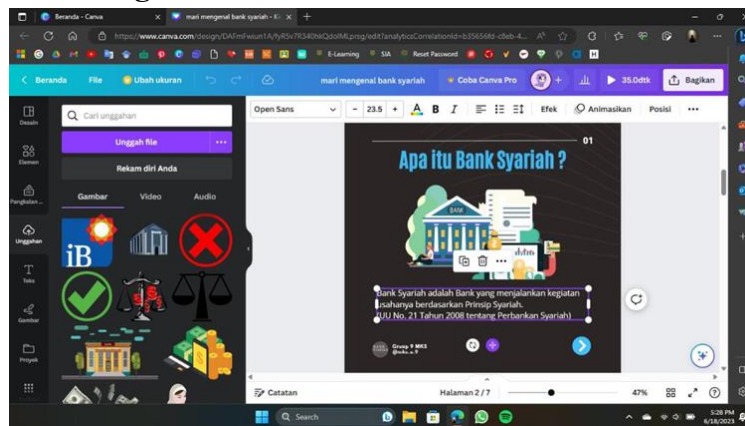 Beranda - Canva
mari mengenal bank syariah - Ki
https://www.canva.com/design/
Beranda File Ubah ukuran mari mengenal bank syariah Coba Canva Pro 35.0dtk Bagikan
E-Learning SIA Reset Password
Cari unggahan
Open Sans 23.5 A B I Efek Animasikan Posisi
Desain
Unggah file
Rekam diri Anda
Elemen
Gambar Video Audio
Unggahan
Teks
Gambar
Proyek
iB
01
Apa itu Bank Syariah ?
BANK
Bank Syariah adalah Bank yang menjalankan kegiatan
usahanya berdasarkan Prinsip Syariah.
(UU No. 21 Tahun 2008 tentang Perbankan Syariah)
Group 9 MKS
Catatan Halaman 2 / 7 47%
Search
5:28 PM
6/18/2023